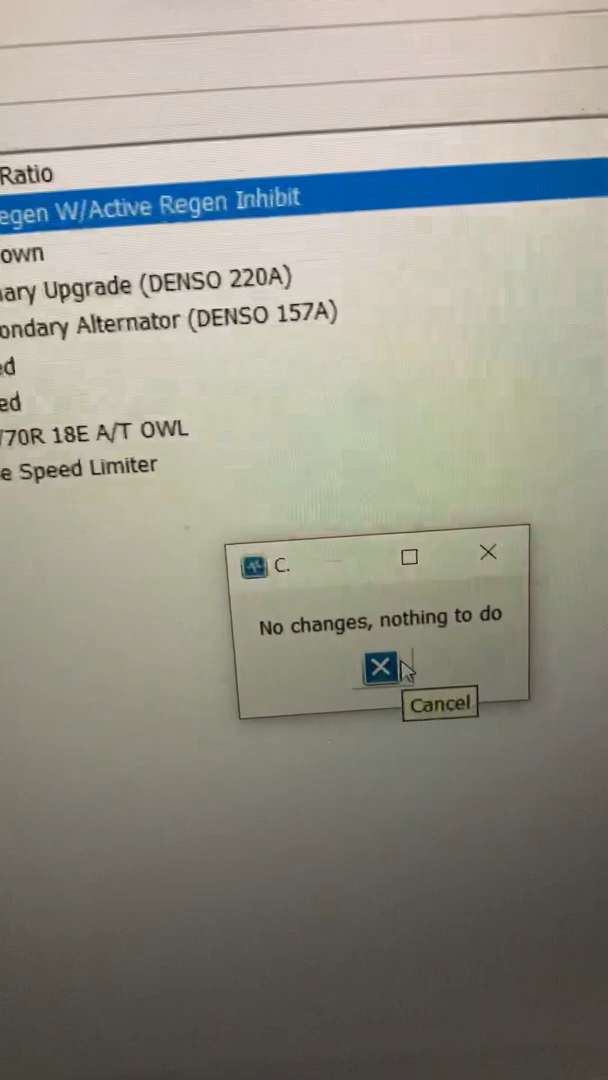 Ratio
egen W/Active Regen Inhibit
own
ary Upgrade (DENSO 220A)
ondary Alternator (DENSO 157A)
ed
ed
/70R 18E A/T OWL
e Speed Limiter
C.
No changes, nothing to do
Cancel